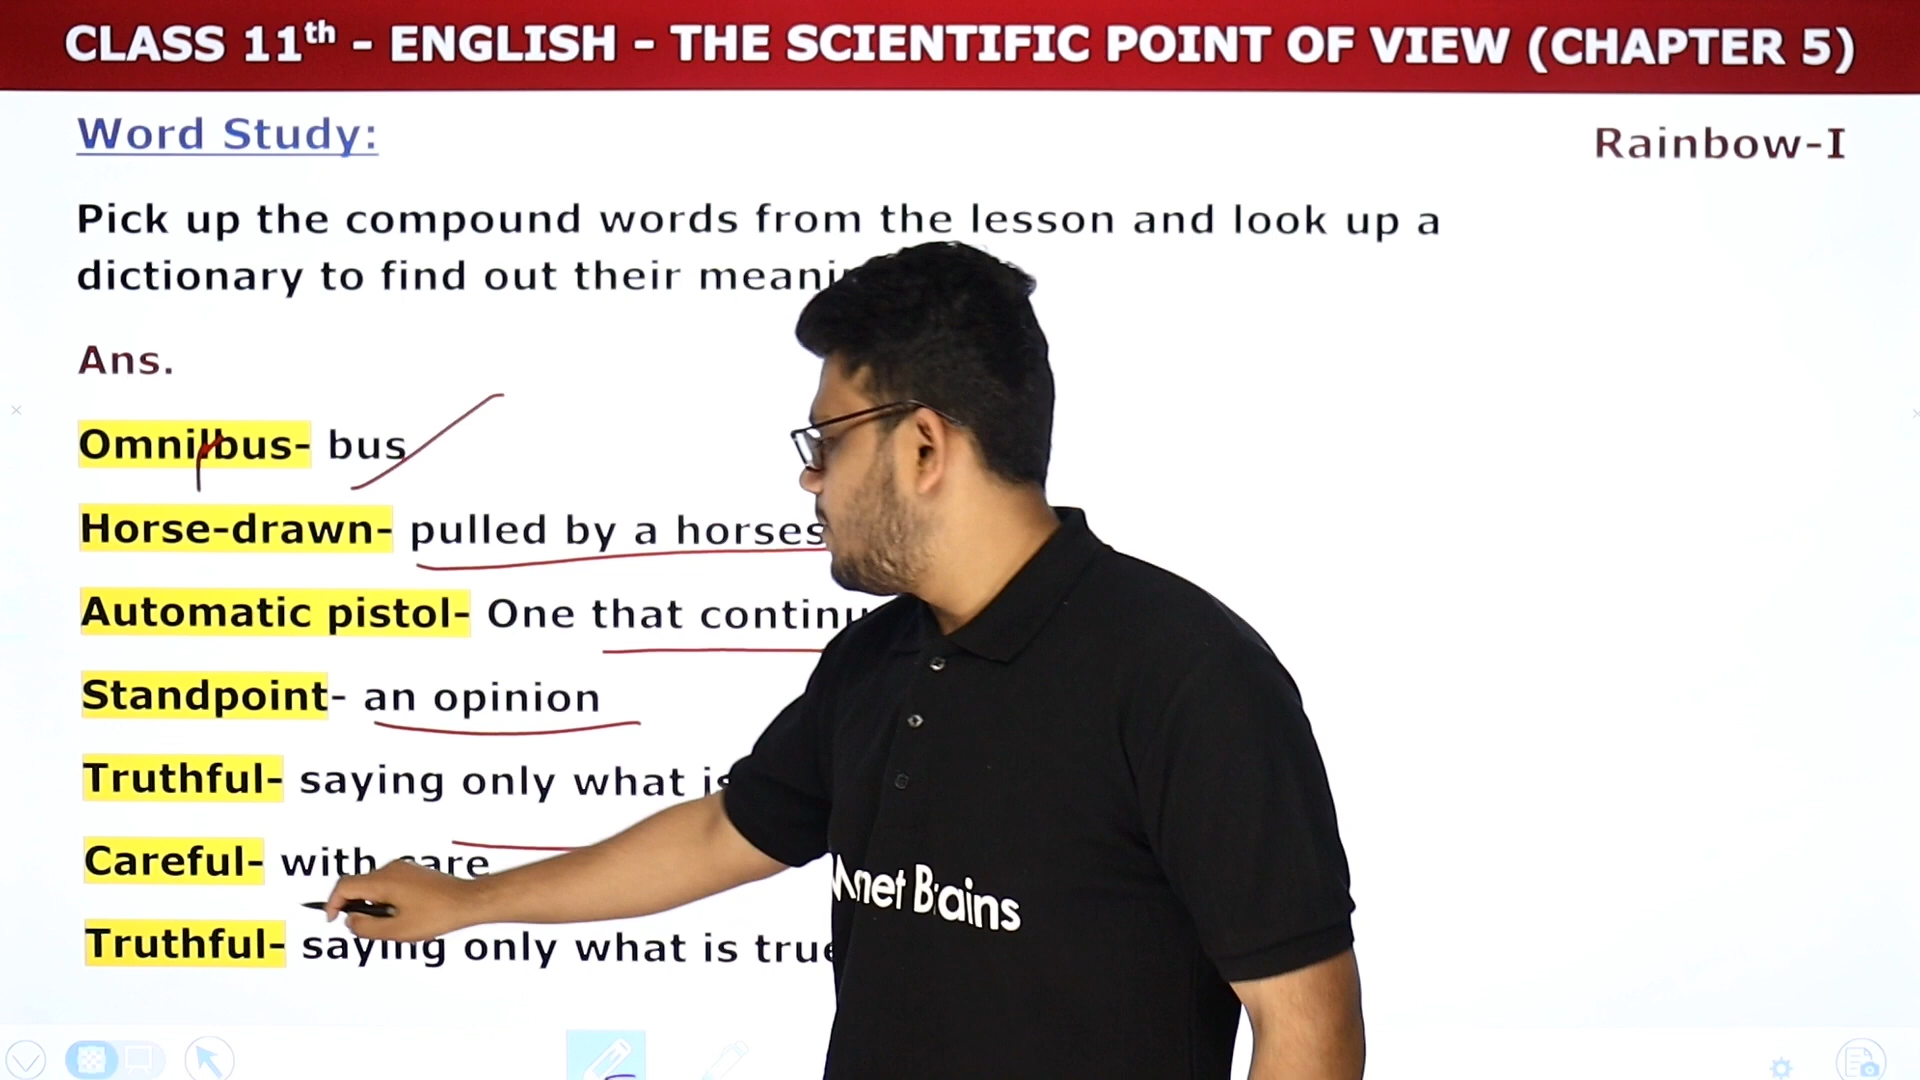 CLASS 11th - ENGLISH - THE SCIENTIFIC POINT OF VIEW (CHAPTER 5)
Word Study:
Rainbow-I
Pick up the compound words from the lesson and look up a
dictionary to find out their
Ans.
Omnibus- bus
Horse-drawn- pulled by a horses
Automatic pistol- One that
Standpoint- an opinion
Truthful- saying only what is
Careful- with care
Truthful- saying only what is true
Magnet Brains